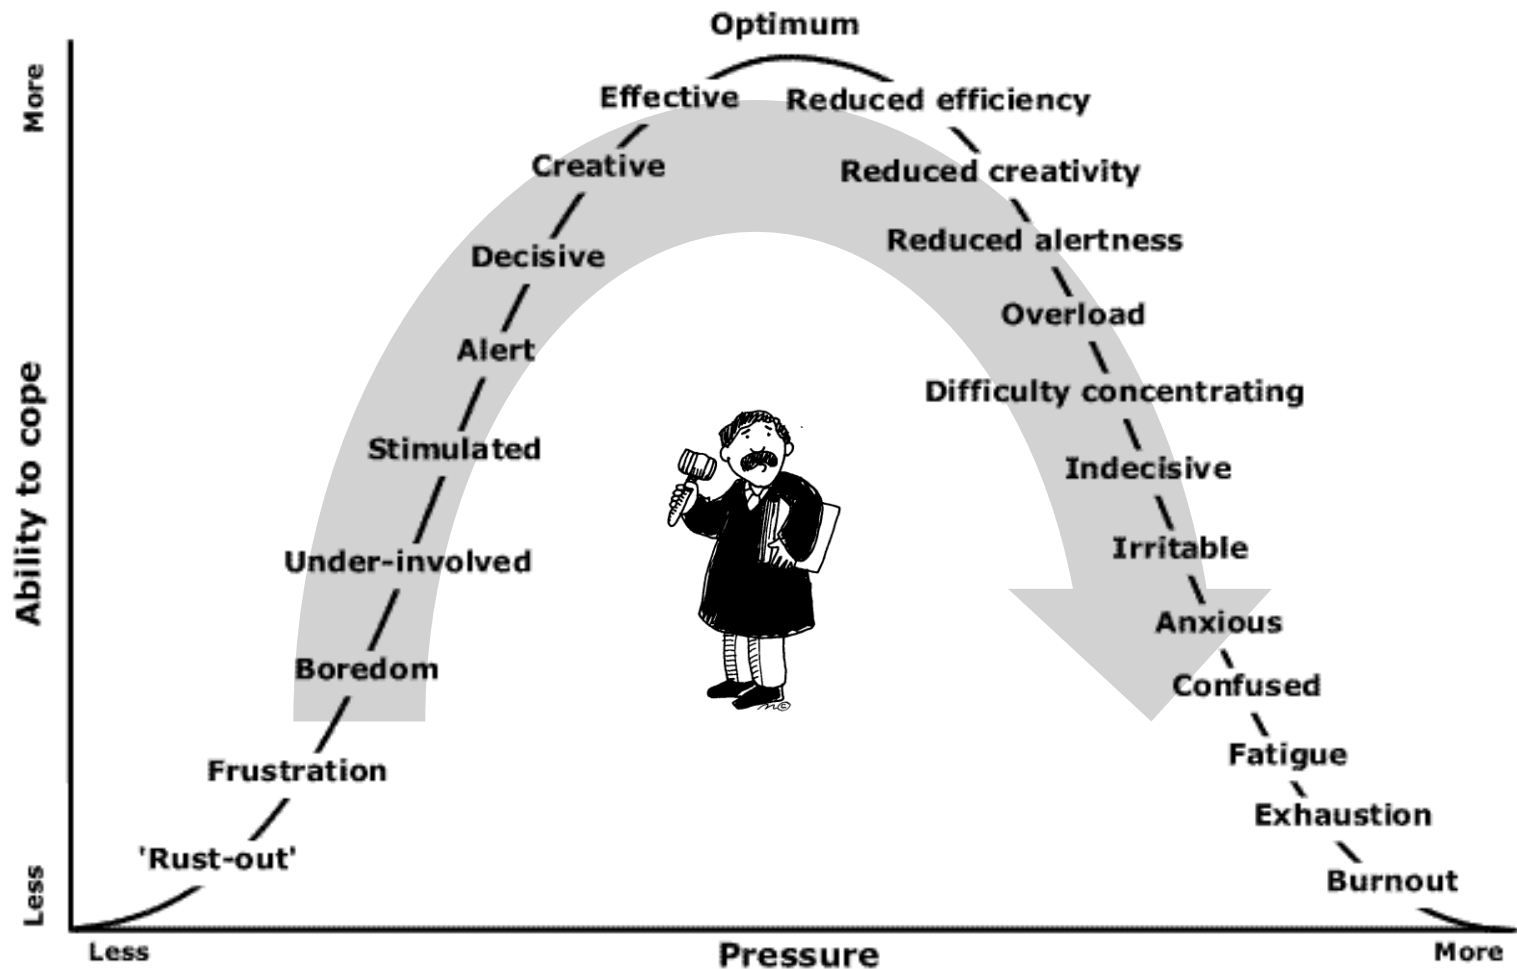 Optimum
More
Effective
Reduced efficiency
Creative
Reduced creativity
Decisive
Reduced alertness
Alert
Overload
Stimulated
Difficulty concentrating
Ability to cope
Indecisive
Under-involved
Irritable
Boredom
Anxious
Confused
Frustration
Fatigue
'Rust-out'
Exhaustion
Less
Burnout
Less
Pressure
More